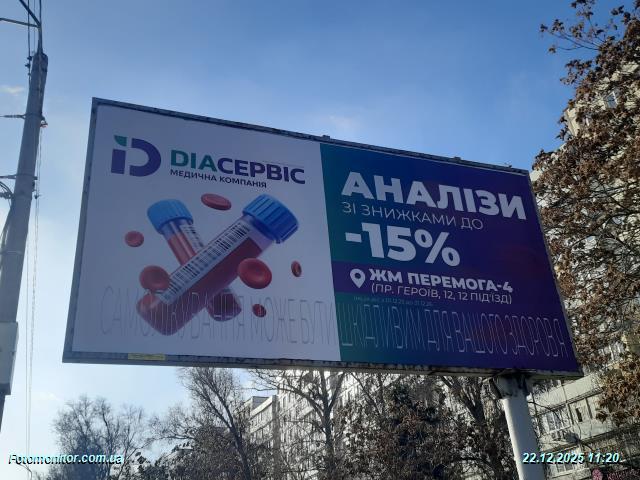 DIAСЕРВІС
МЕДИЧНА КОМПАНІЯ
АНАЛІЗИ
ЗІ ЗНИЖКАМИ ДО
-15%
ЖМ ПЕРЕМОГА-4
(ПР. ГЕРОЇВ, 12, 12 ПІД'ЇЗД)
САМОЛІКУВАННЯ МОЖЕ БУТИ ШКІДЛИВИМ ДЛЯ ВАШОГО ЗДОРОВ'Я
Fotomonitor.com.ua
22.12.2025 11:20